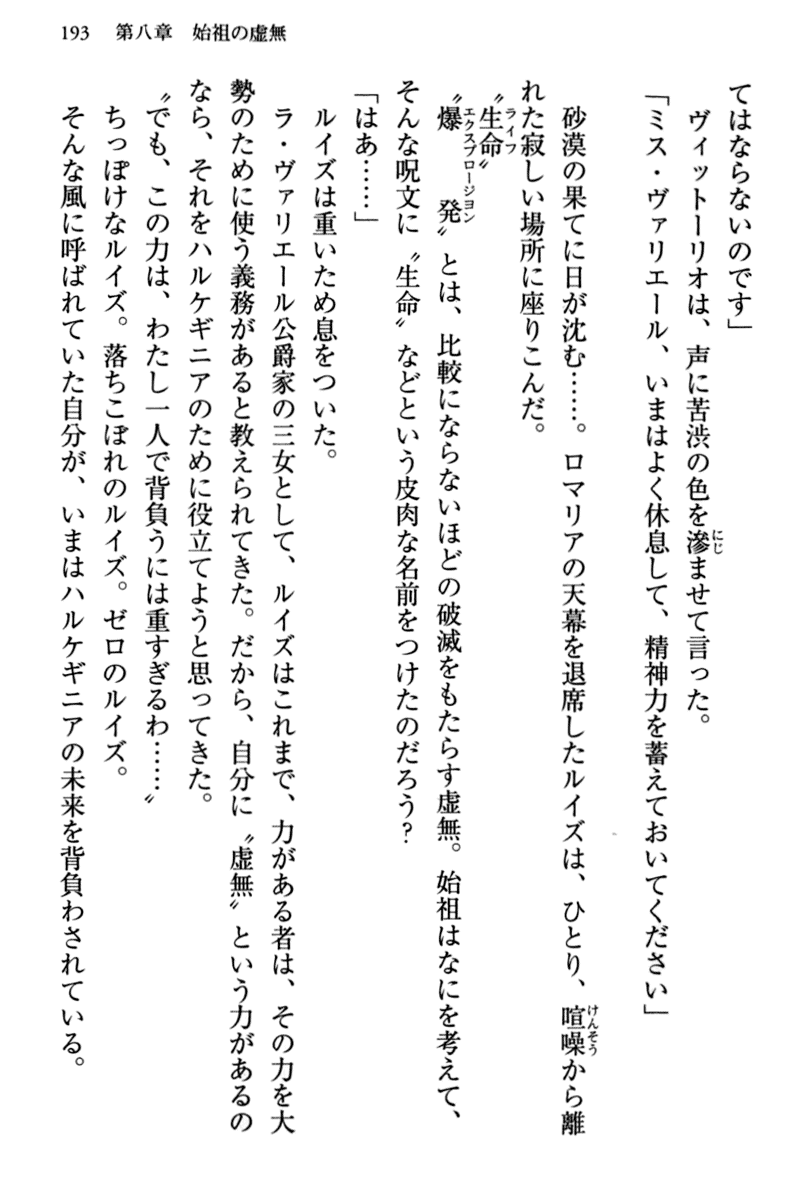 193　第八章　始祖の虚無
てはならないのです」
　ヴィットーリオは、声に苦渋の色を滲ませて言った。
「ミス・ヴァリエール、いまはよく休息して、精神力を蓄えておいてください」
　砂漠の果てに日が沈む……。ロマリアの天幕を退席したルイズは、ひとり、喧噪から離
れた寂しい場所に座りこんだ。
〝生命〟
〝爆発〟とは、比較にならないほどの破滅をもたらす虚無。始祖はなにを考えて、
そんな呪文に〝生命〟などという皮肉な名前をつけたのだろう？
「はあ……」
　ルイズは重いため息をついた。
　ラ・ヴァリエール公爵家の三女として、ルイズはこれまで、力がある者は、その力を大
勢のために使う義務があると教えられてきた。だから、自分に〝虚無〟という力があるの
なら、それをハルケギニアのために役立てようと思ってきた。
〝でも、この力は、わたし一人で背負うには重すぎるわ……〟
　ちっぽけなルイズ。落ちこぼれのルイズ。ゼロのルイズ。
　そんな風に呼ばれていた自分が、いまはハルケギニアの未来を背負わされている。
にじ
けんそう
ライフ
エクスプロージョン